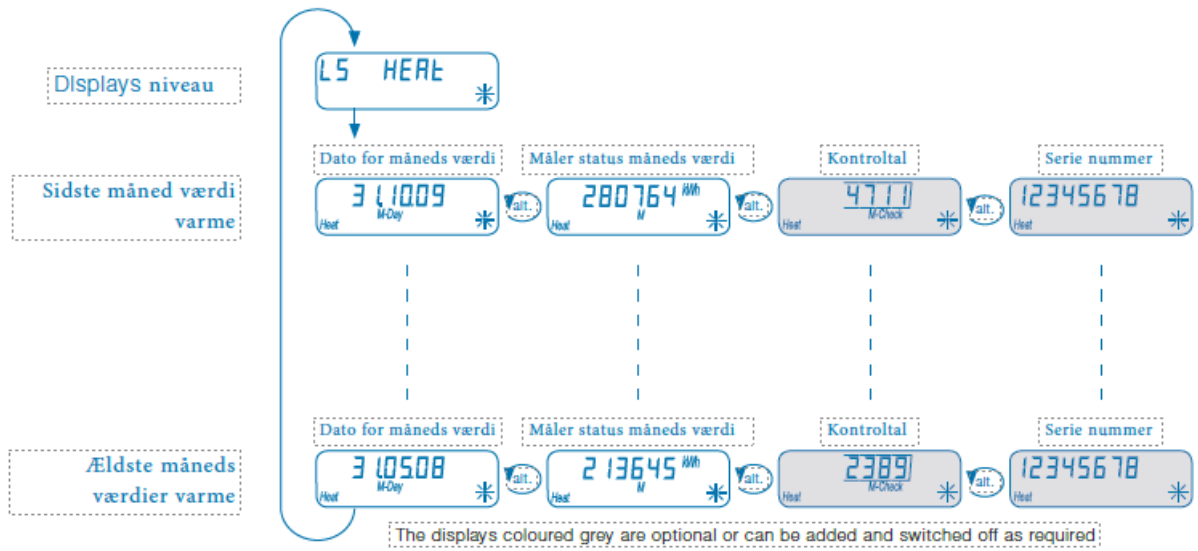 DIsplays niveau
LS HEAt
Dato for måneds værdi
Måler status måneds værdi
Kontroltal
Serie nummer
Sidste måned værdi
varme
31.10.09
M-Day
Heat
alt.
280764 kWh
M
Heat
alt.
4711
M-Check
Heat
alt.
12345678
Heat
Dato for måneds værdi
Måler status måneds værdi
Kontroltal
Serie nummer
Ældste måneds
værdier varme
31.05.08
M-Day
Heat
alt.
213645 kWh
M
Heat
alt.
2389
M-Check
Heat
alt.
12345678
Heat
The displays coloured grey are optional or can be added and switched off as required